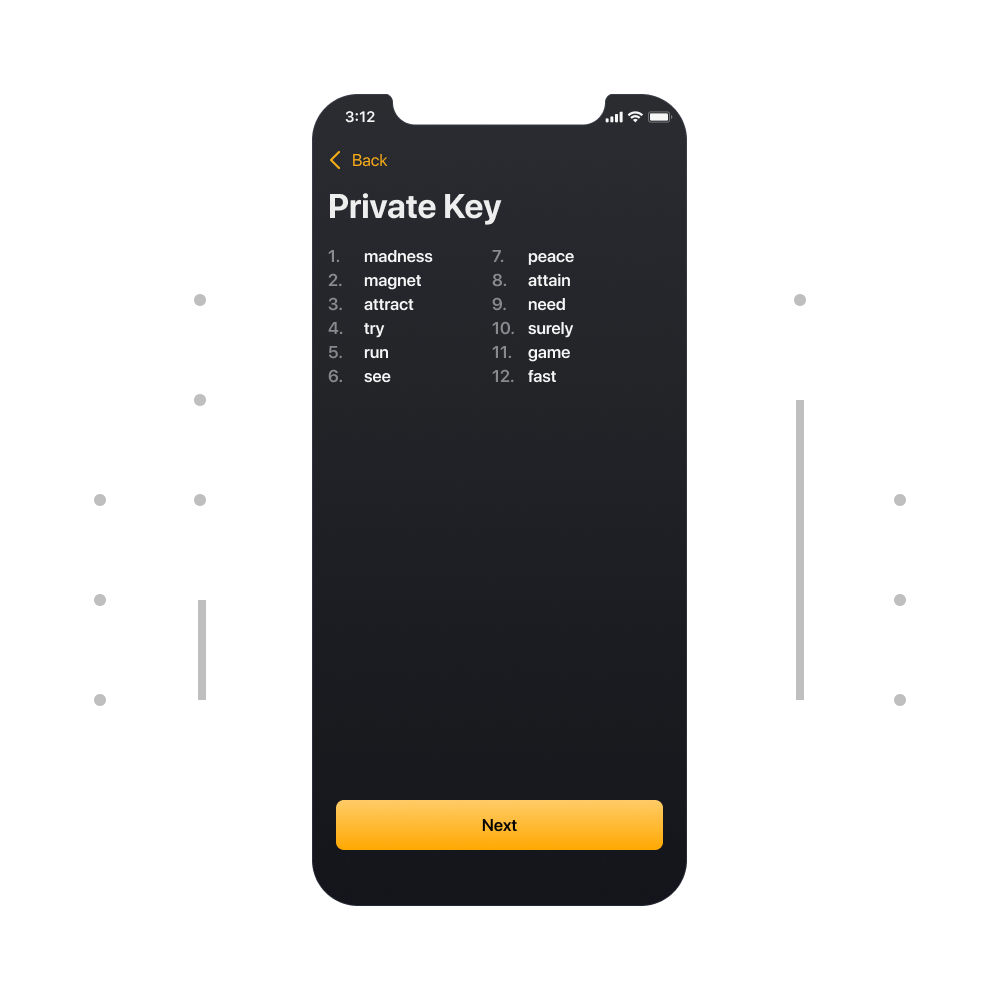 3:12
Back
Private Key
1. madness
2. magnet
3. attract
4. try
5. run
6. see
7. peace
8. attain
9. need
10. surely
11. game
12. fast
Next